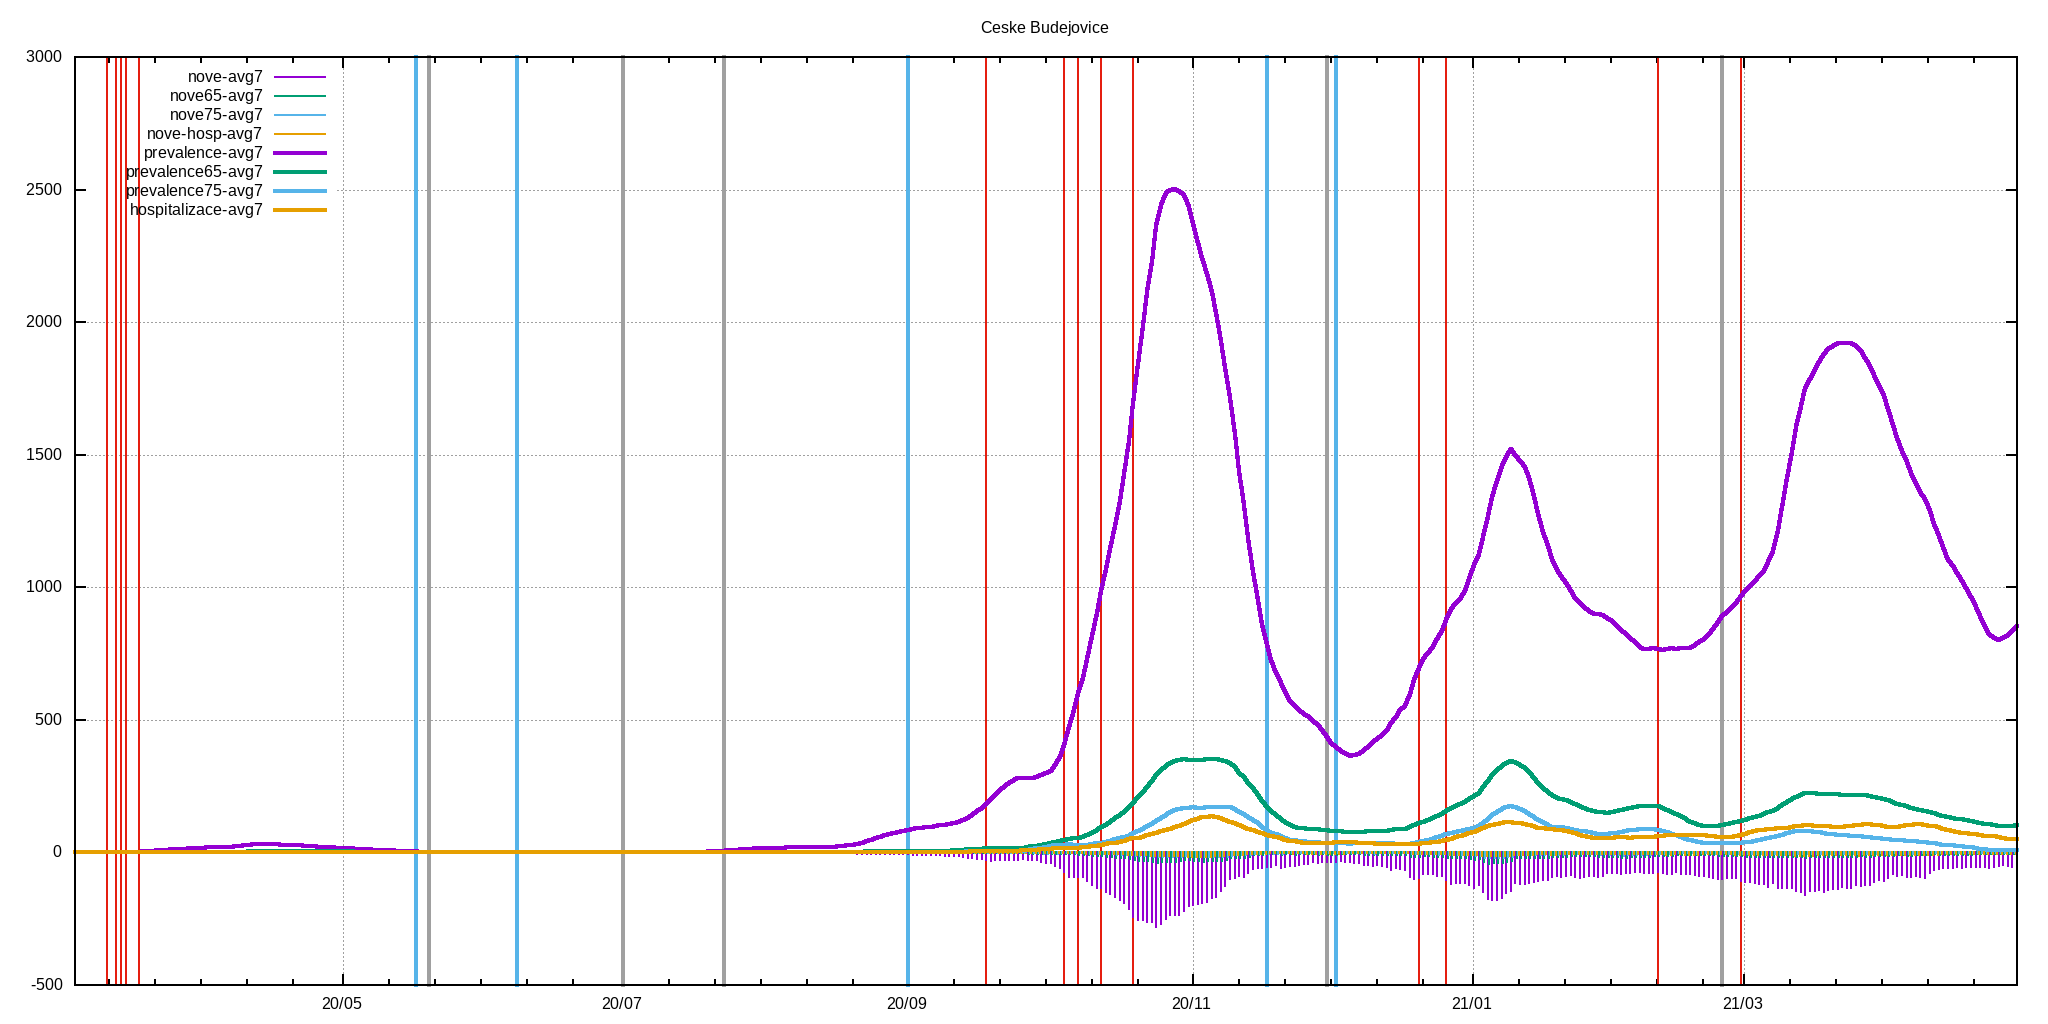 Ceske Budejovice
3000
2500
2000
1500
1000
500
0
-500
nove-avg7
nove65-avg7
nove75-avg7
nove-hosp-avg7
prevalence-avg7
prevalence65-avg7
prevalence75-avg7
hospitalizace-avg7
20/05 20/07 20/09 20/11 21/01 21/03